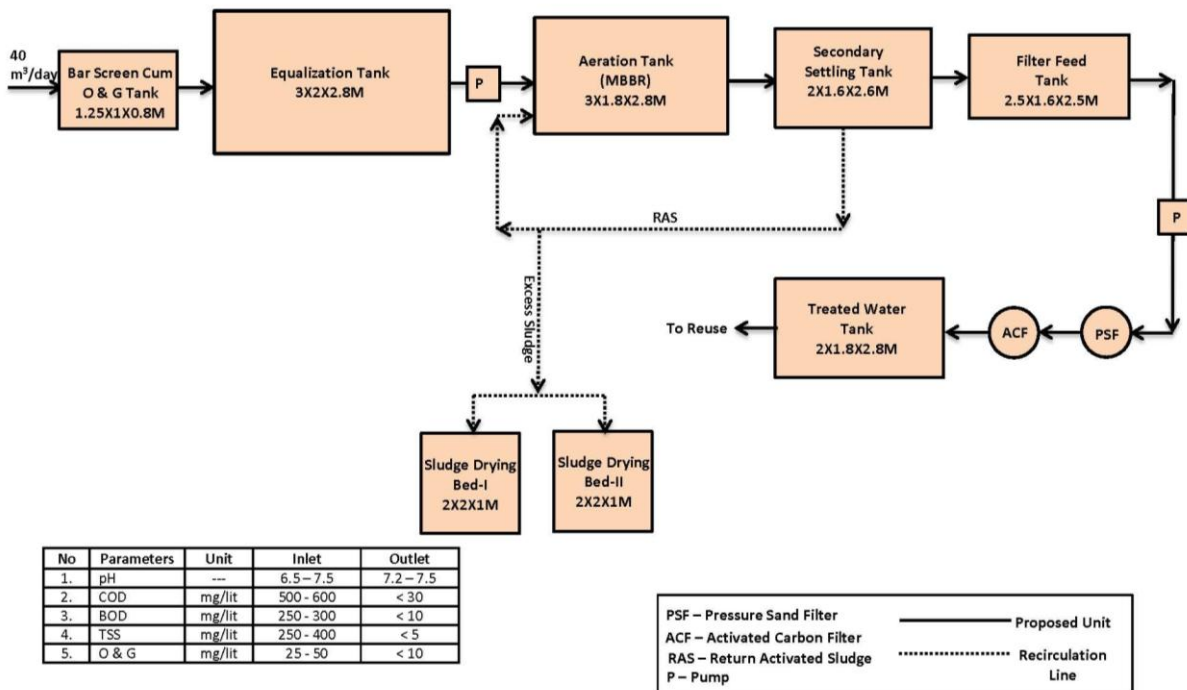 40
m³/day
Bar Screen Cum
O & G Tank
1.25X1X0.8M
Equalization Tank
3X2X2.8M
P
Aeration Tank
(MBBR)
3X1.8X2.8M
Secondary
Settling Tank
2X1.6X2.6M
Filter Feed
Tank
2.5X1.6X2.5M
P
RAS
Excess Sludge
To Reuse
Treated Water
Tank
2X1.8X2.8M
ACF
PSF
Sludge Drying
Bed-I
2X2X1M
Sludge Drying
Bed-II
2X2X1M
No Parameters Unit Inlet Outlet
1. pH --- 6.5 – 7.5 7.2 – 7.5
2. COD mg/lit 500 - 600 < 30
3. BOD mg/lit 250 - 300 < 10
4. TSS mg/lit 250 - 400 < 5
5. O & G mg/lit 25 - 50 < 10
PSF – Pressure Sand Filter
ACF – Activated Carbon Filter
RAS – Return Activated Sludge
P – Pump
Proposed Unit
Recirculation
Line